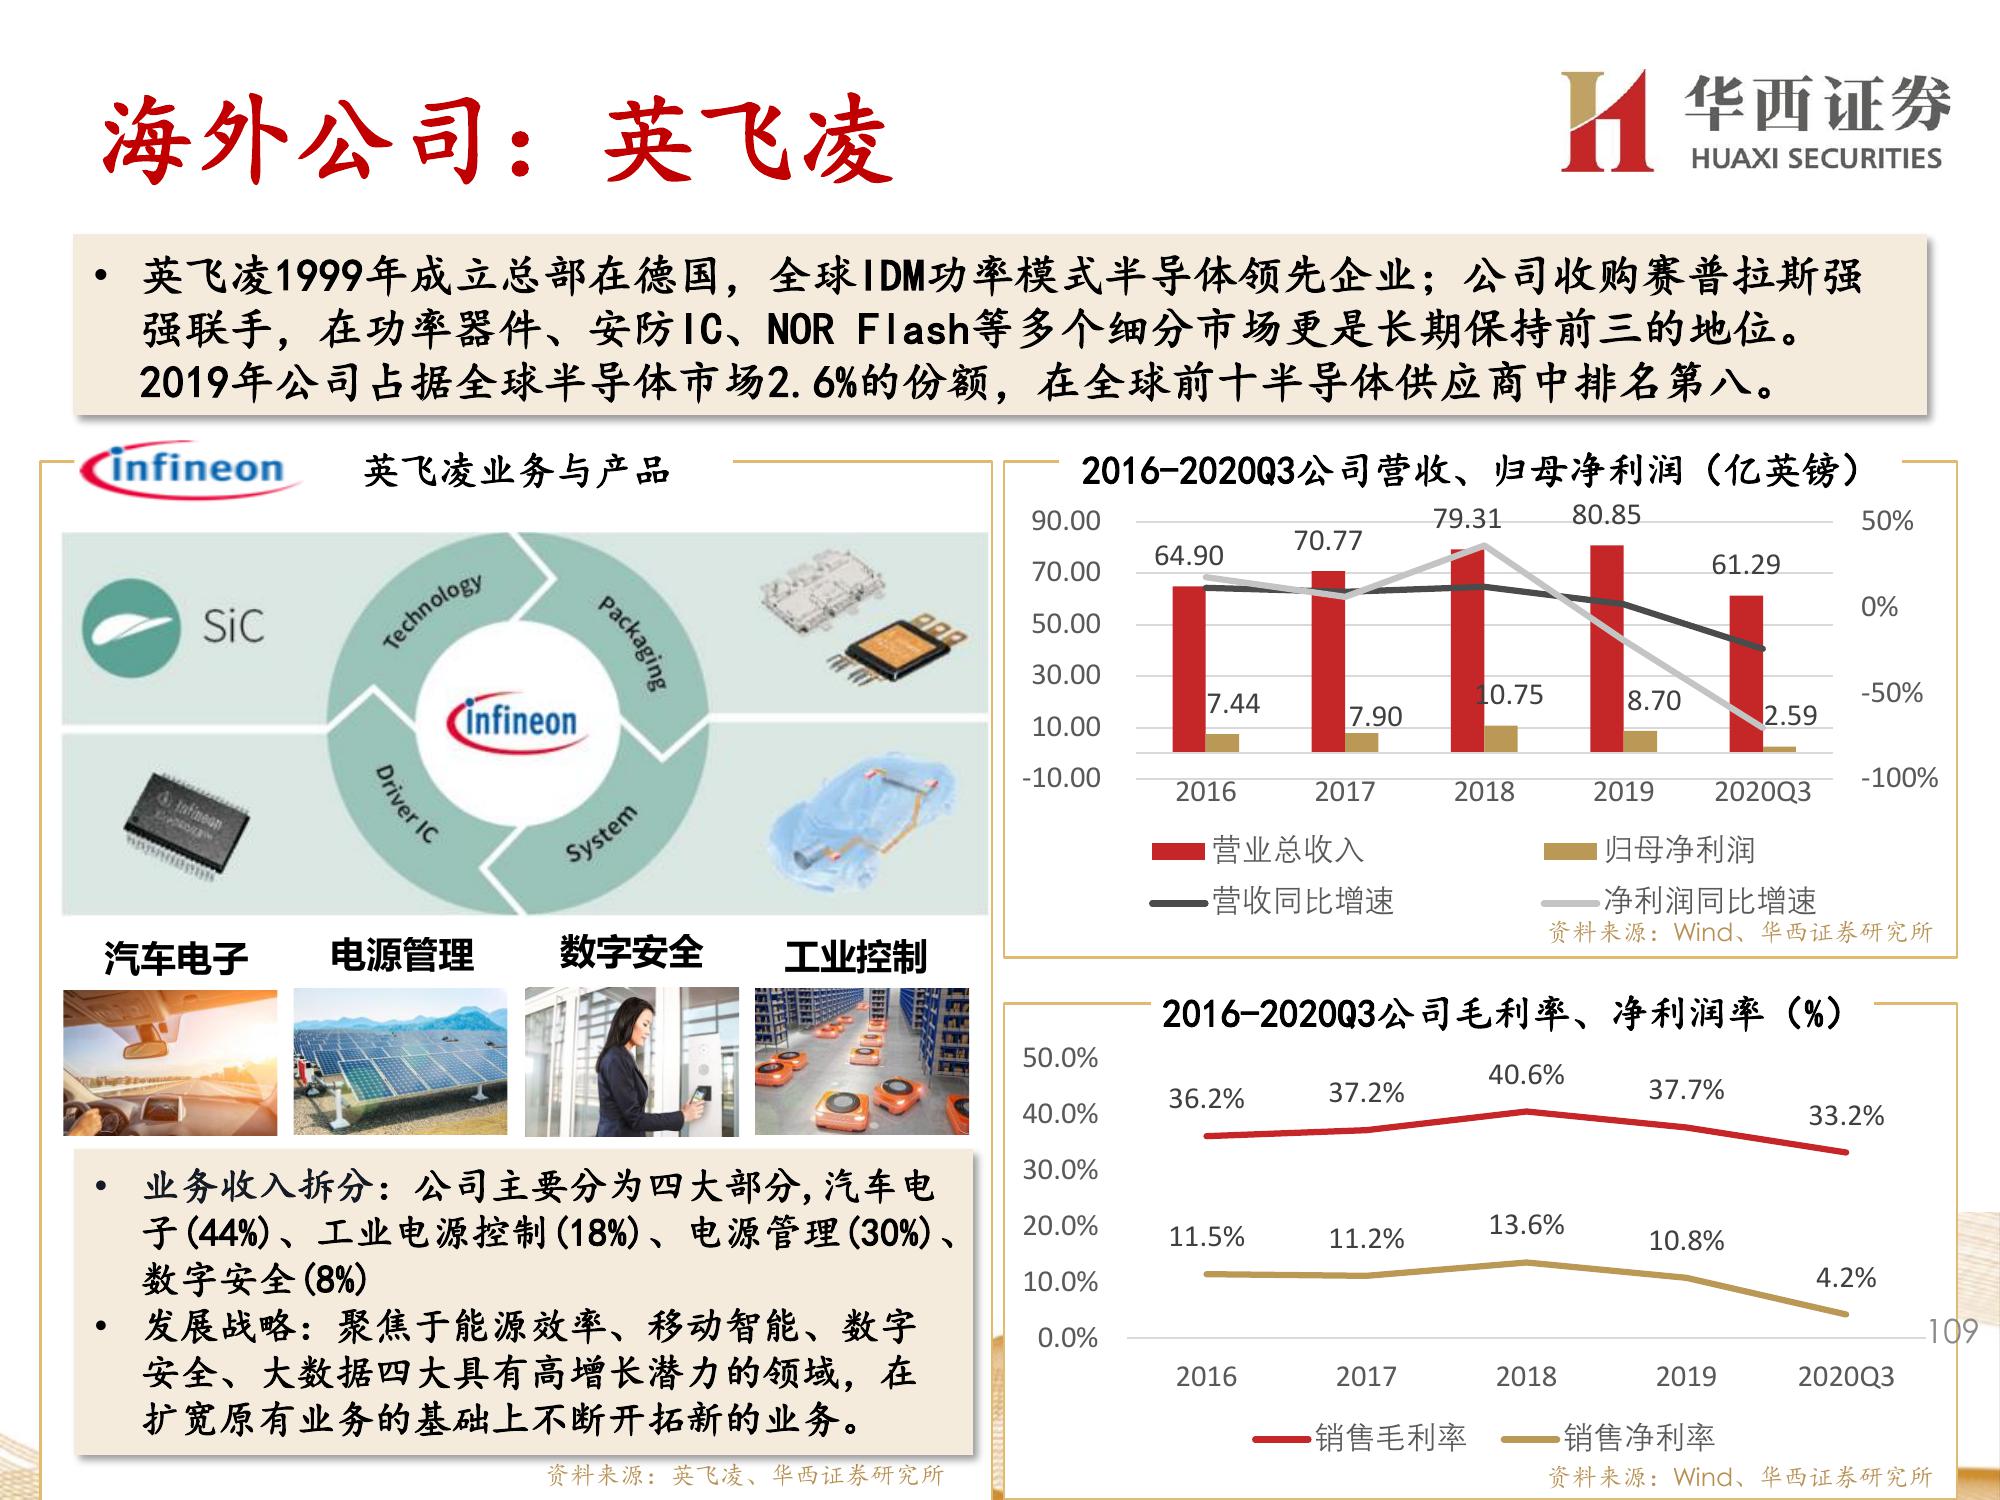 海外公司：英飞凌
华西证券
HUAXI SECURITIES
• 英飞凌1999年成立总部在德国，全球IDM功率模式半导体领先企业；公司收购赛普拉斯强
强联手，在功率器件、安防IC、NOR Flash等多个细分市场更是长期保持前三的地位。
2019年公司占据全球半导体市场2.6%的份额，在全球前十半导体供应商中排名第八。
infineon
英飞凌业务与产品
SiC
Technology
Packaging
infineon
Driver IC
System
infineon
汽车电子
电源管理
数字安全
工业控制
• 业务收入拆分：公司主要分为四大部分,汽车电
子(44%)、工业电源控制(18%)、电源管理(30%)、
数字安全(8%)
• 发展战略：聚焦于能源效率、移动智能、数字
安全、大数据四大具有高增长潜力的领域，在
扩宽原有业务的基础上不断开拓新的业务。
资料来源：英飞凌、华西证券研究所
2016-2020Q3公司营收、归母净利润（亿英镑）
90.00
70.00
50.00
30.00
10.00
-10.00
64.90
70.77
79.31
80.85
61.29
7.44
7.90
10.75
8.70
2.59
50%
0%
-50%
-100%
2016
2017
2018
2019
2020Q3
营业总收入
归母净利润
营收同比增速
净利润同比增速
资料来源：Wind、华西证券研究所
2016-2020Q3公司毛利率、净利润率（%）
50.0%
40.0%
30.0%
20.0%
10.0%
0.0%
36.2%
37.2%
40.6%
37.7%
33.2%
11.5%
11.2%
13.6%
10.8%
4.2%
2016
2017
2018
2019
2020Q3
销售毛利率
销售净利率
资料来源：Wind、华西证券研究所
109